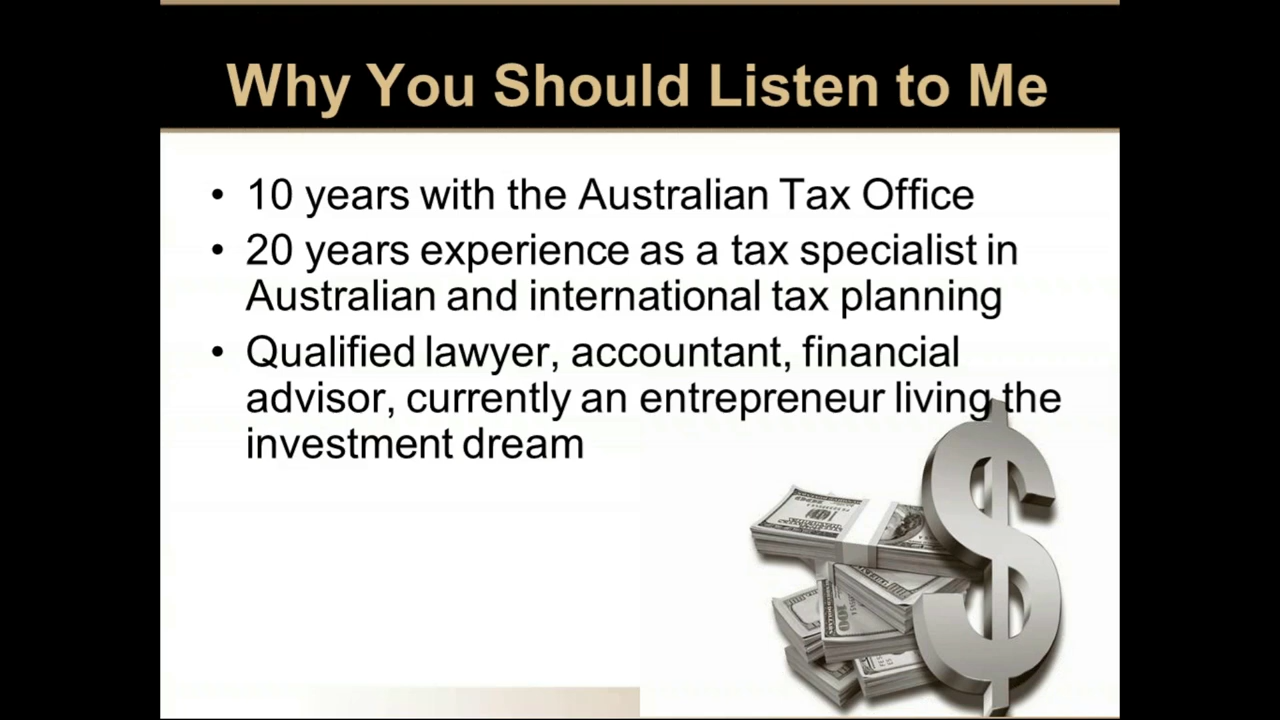 Why You Should Listen to Me
• 10 years with the Australian Tax Office
• 20 years experience as a tax specialist in
Australian and international tax planning
• Qualified lawyer, accountant, financial
advisor, currently an entrepreneur living the
investment dream